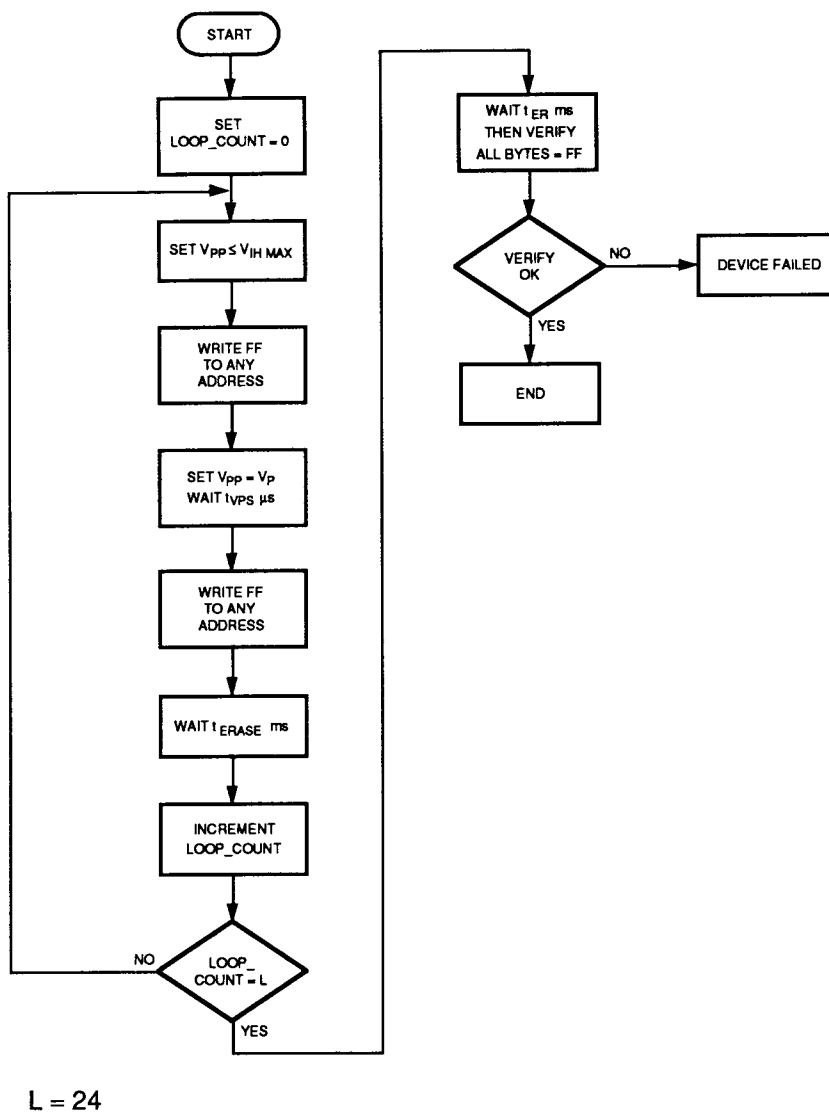 START
SET
LOOP_COUNT = 0
SET VPP ≤ VIH MAX
WRITE FF
TO ANY
ADDRESS
SET VPP = VP
WAIT tVPS μs
WRITE FF
TO ANY
ADDRESS
WAIT tERASE ms
INCREMENT
LOOP_COUNT
LOOP_
COUNT = L
NO
YES
WAIT tER ms
THEN VERIFY
ALL BYTES = FF
VERIFY
OK
NO
DEVICE FAILED
YES
END
L = 24